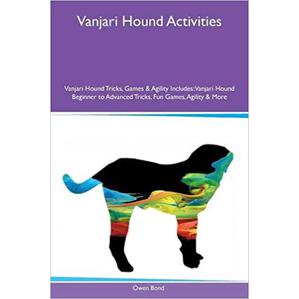 Vanjari Hound Activities
Vanjari Hound Tricks, Games & Agility Includes: Vanjari Hound
Beginner to Advanced Tricks, Fun Games, Agility & More
Owen Bond